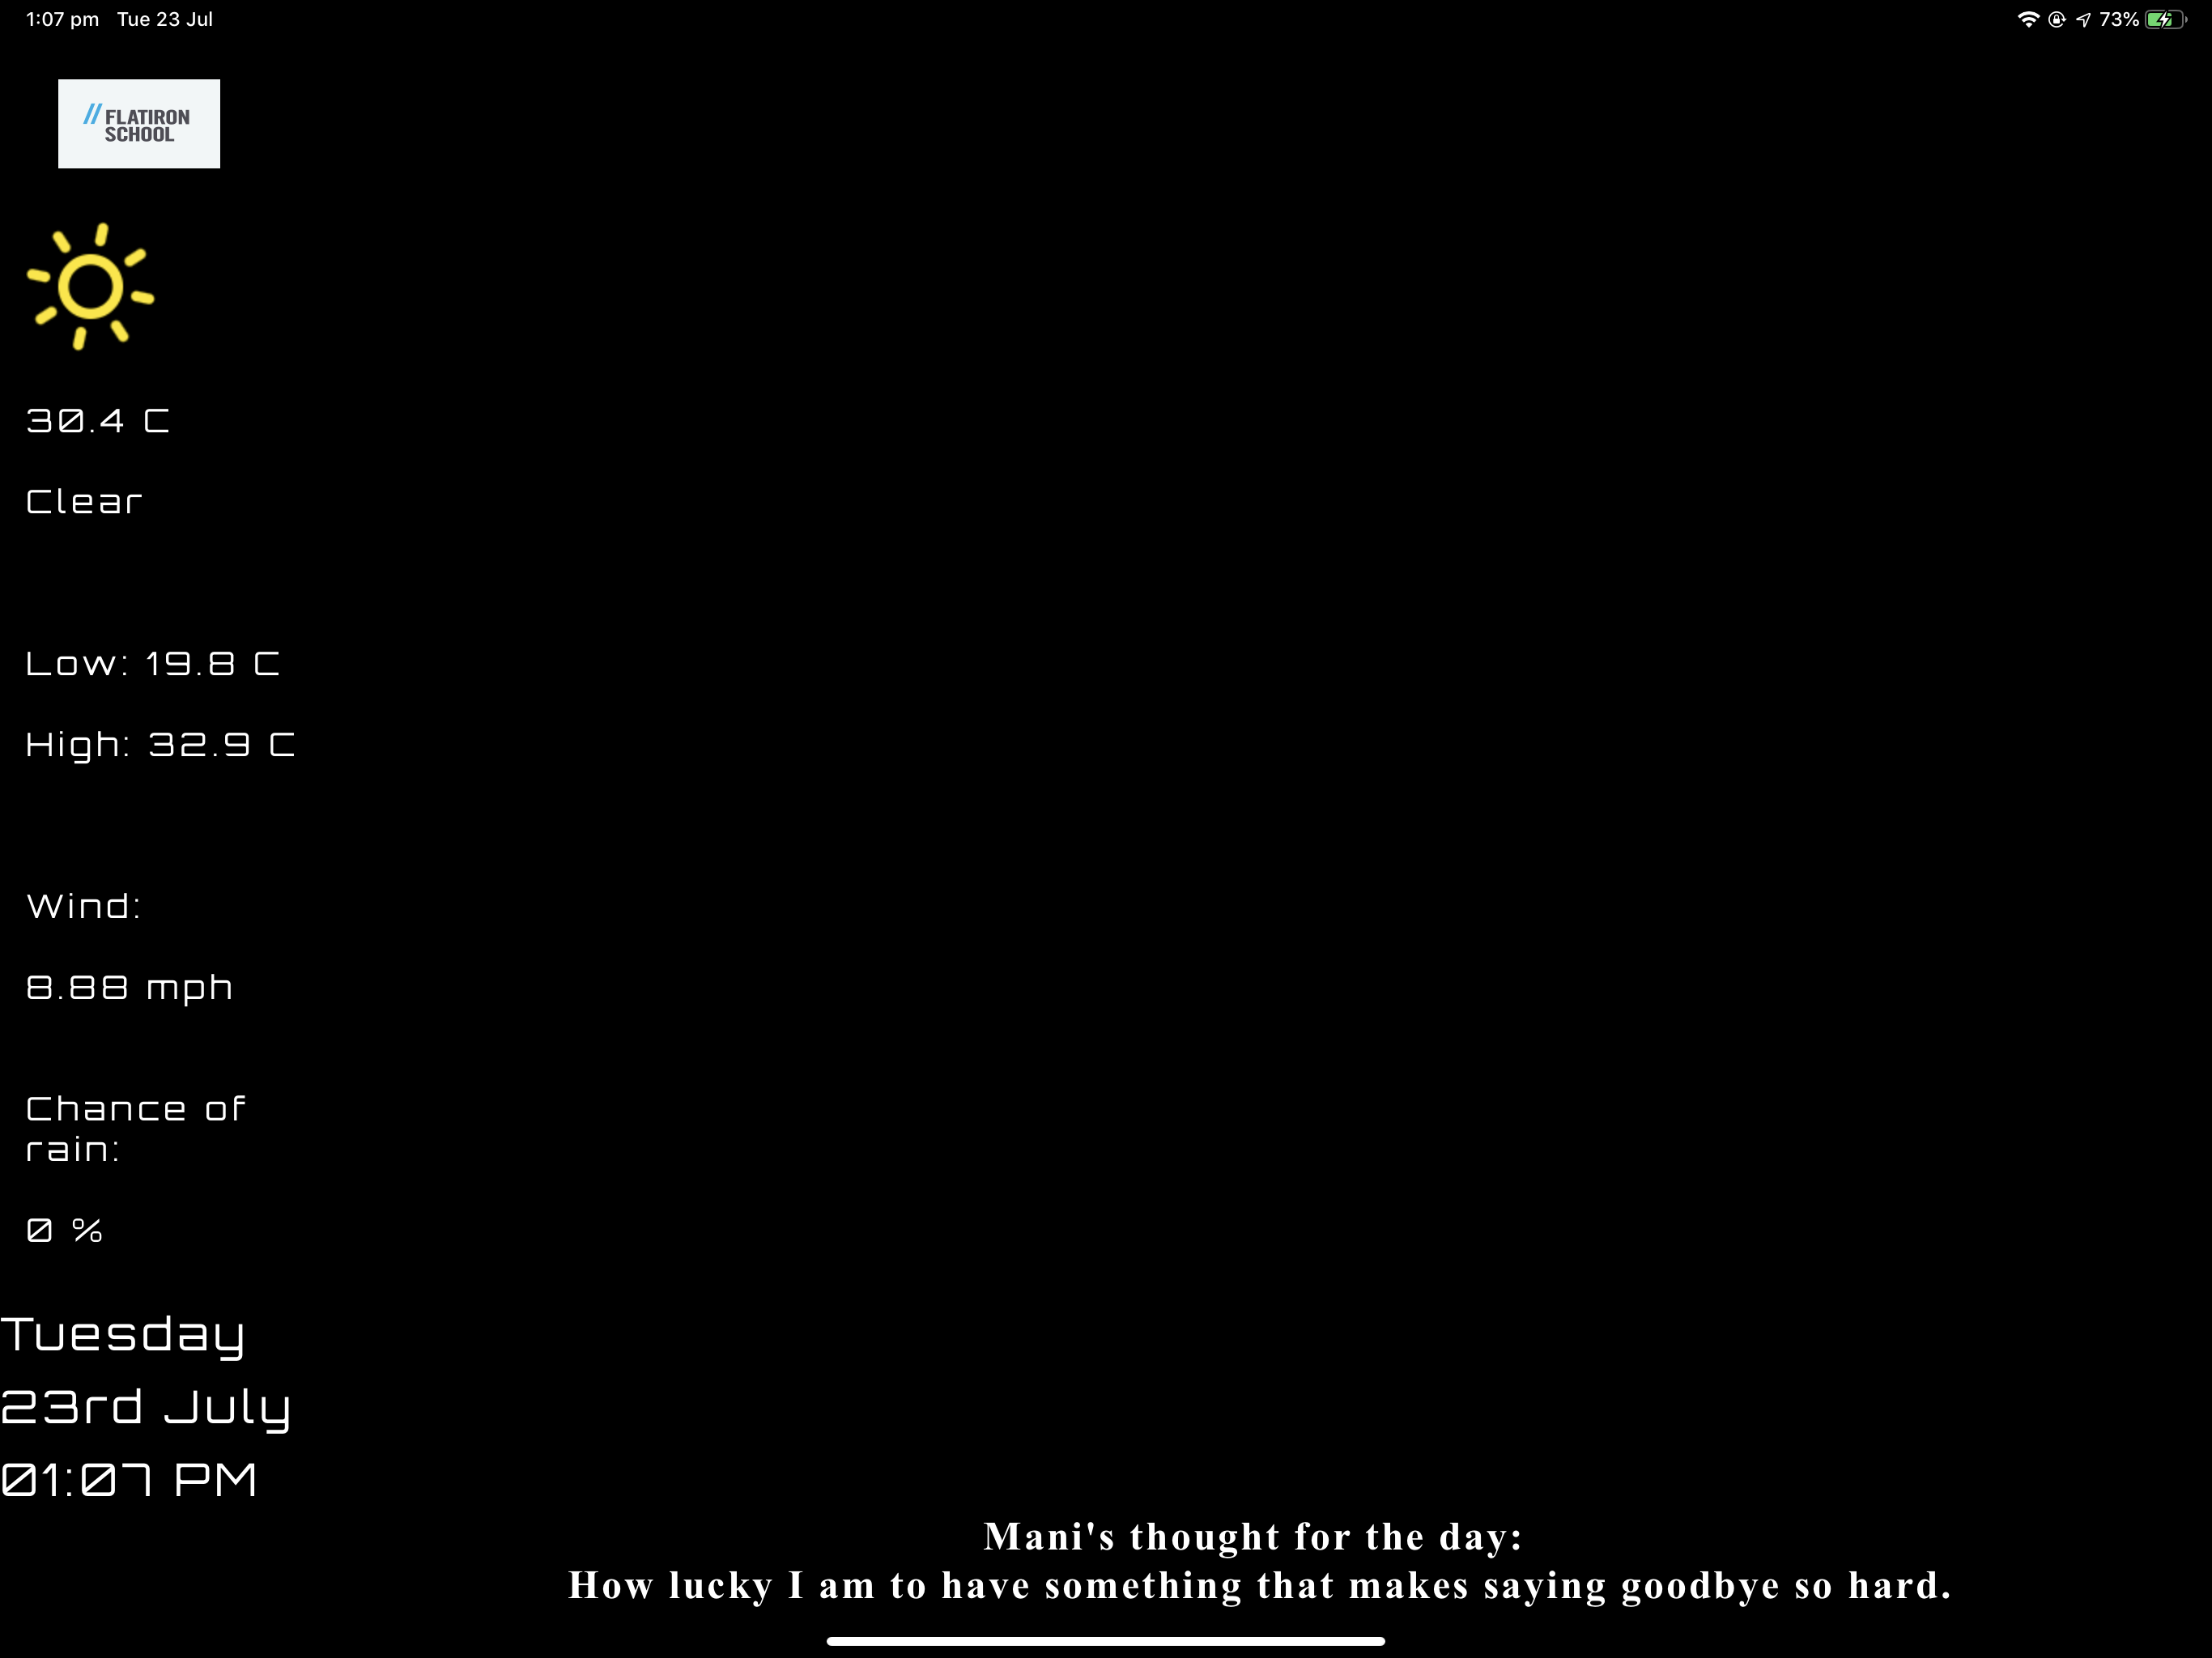 1:07 pm Tue 23 Jul 73%
// FLATIRON
SCHOOL
30.4 C
Clear
Low: 19.8 C
High: 32.9 C
Wind:
8.88 mph
Chance of
rain:
0 %
Tuesday
23rd July
01:07 PM
Mani's thought for the day:
How lucky I am to have something that makes saying goodbye so hard.